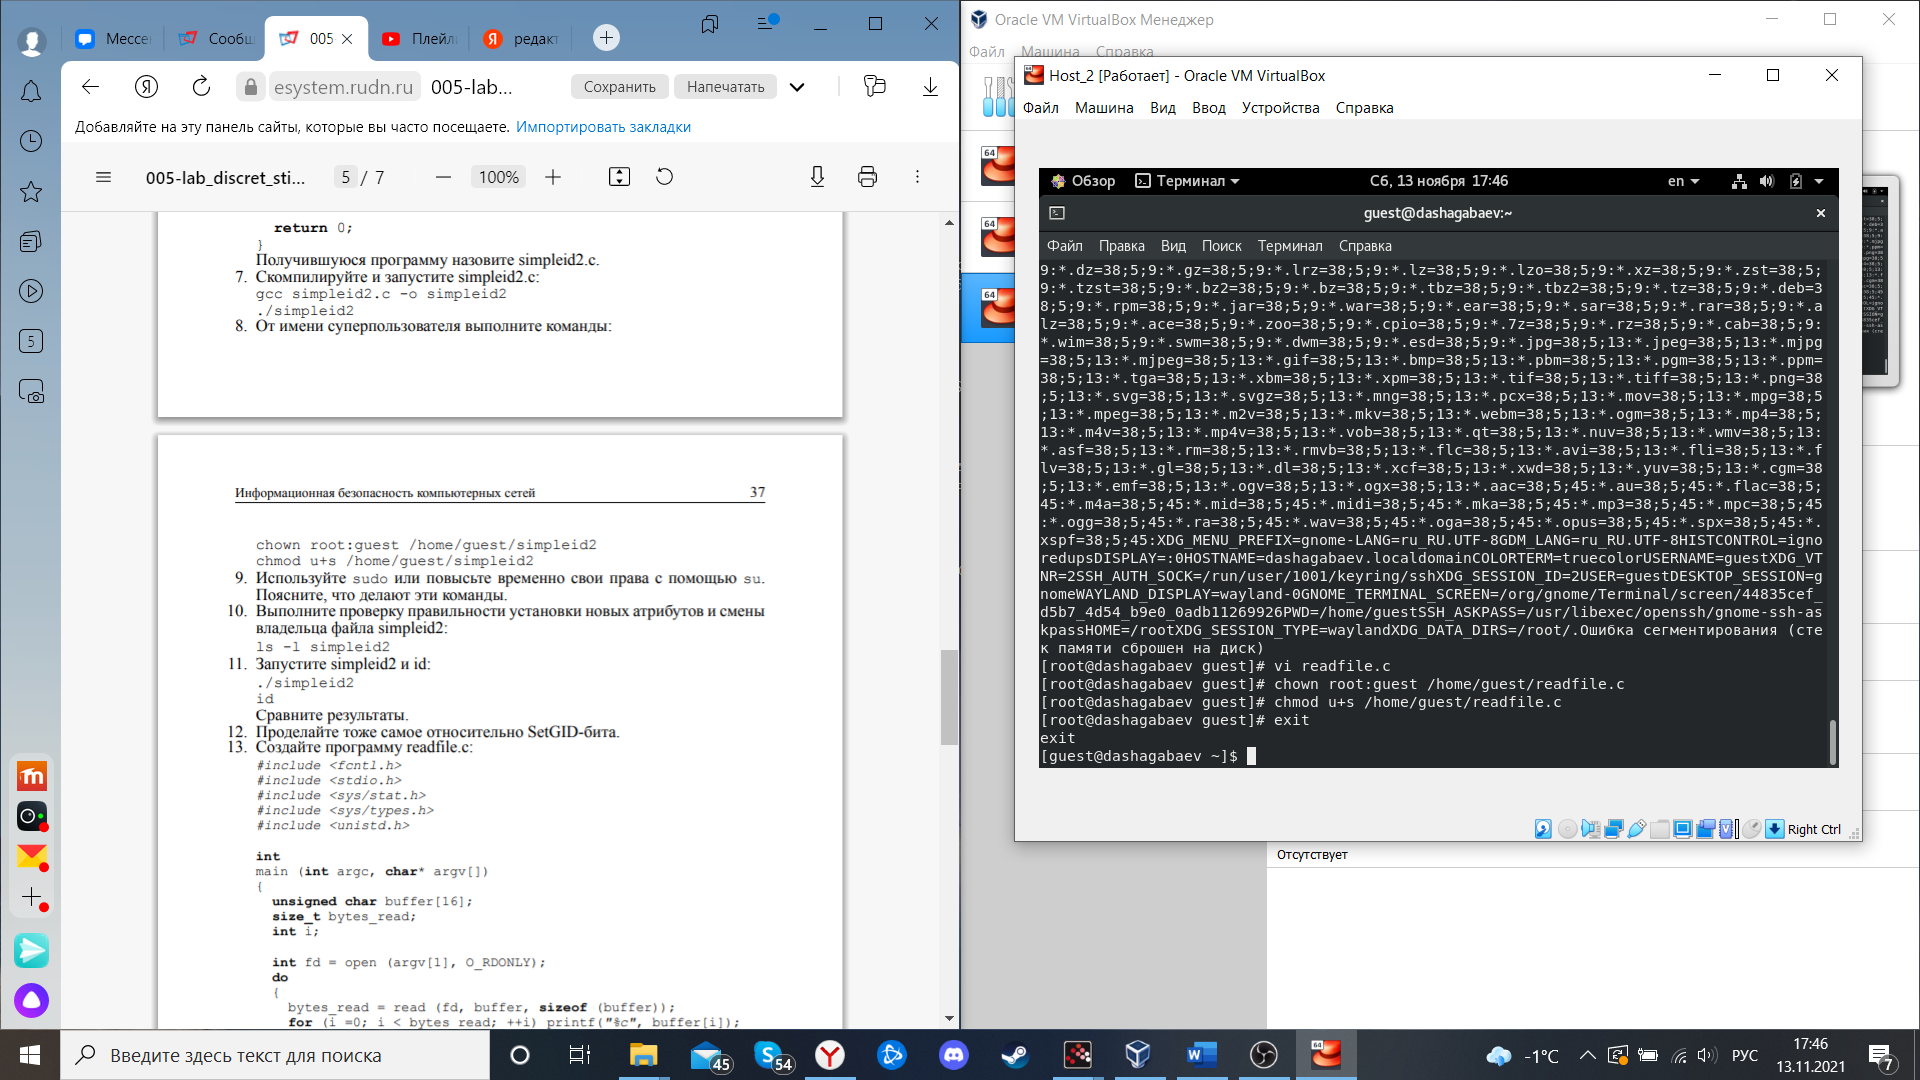 Мессе
Сообщ
005
Плейл
редакт
esystem.rudn.ru
005-lab...
Сохранить
Напечатать
Добавляйте на эту панель сайты, которые вы часто посещаете. Импортировать закладки
005-lab_discret_sti...
5 / 7
100%
return 0;
}
Получившуюся программу назовите simpleid2.c.
7. Скомпилируйте и запустите simpleid2.c:
gcc simpleid2.c -o simpleid2
./simpleid2
8. От имени суперпользователя выполните команды:
Информационная безопасность компьютерных сетей 37
chown root:guest /home/guest/simpleid2
chmod u+s /home/guest/simpleid2
9. Используйте sudo или повысьте временно свои права с помощью su.
Поясните, что делают эти команды.
10. Выполните проверку правильности установки новых атрибутов и смены
владельца файла simpleid2:
ls -l simpleid2
11. Запустите simpleid2 и id:
./simpleid2
id
Сравните результаты.
12. Проделайте тоже самое относительно SetGID-бита.
13. Создайте программу readfile.c:
#include <fcntl.h>
#include <stdio.h>
#include <sys/stat.h>
#include <sys/types.h>
#include <unistd.h>
int
main (int argc, char* argv[])
{
unsigned char buffer[16];
size_t bytes_read;
int i;
int fd = open (argv[1], O_RDONLY);
do
{
bytes_read = read (fd, buffer, sizeof (buffer));
for (i =0; i < bytes_read; ++i) printf("%c", buffer[i]);
Oracle VM VirtualBox Менеджер
Файл Машина Справка
Host_2 [Работает] - Oracle VM VirtualBox
Файл Машина Вид Ввод Устройства Справка
Обзор Терминал Сб, 13 ноября 17:46 en
guest@dashagabaev:~
Файл Правка Вид Поиск Терминал Справка
9:*.dz=38;5;9:*.gz=38;5;9:*.lrz=38;5;9:*.lz=38;5;9:*.lzo=38;5;9:*.xz=38;5;9:*.zst=38;5;
9:*.tzst=38;5;9:*.bz2=38;5;9:*.bz=38;5;9:*.tbz=38;5;9:*.tbz2=38;5;9:*.tz=38;5;9:*.deb=3
8;5;9:*.rpm=38;5;9:*.jar=38;5;9:*.war=38;5;9:*.ear=38;5;9:*.sar=38;5;9:*.rar=38;5;9:*.a
lz=38;5;9:*.ace=38;5;9:*.zoo=38;5;9:*.cpio=38;5;9:*.7z=38;5;9:*.rz=38;5;9:*.cab=38;5;9:
*.wim=38;5;9:*.swm=38;5;9:*.dwm=38;5;9:*.esd=38;5;9:*.jpg=38;5;13:*.jpeg=38;5;13:*.mjpg
=38;5;13:*.mjpeg=38;5;13:*.gif=38;5;13:*.bmp=38;5;13:*.pbm=38;5;13:*.pgm=38;5;13:*.ppm=
38;5;13:*.tga=38;5;13:*.xbm=38;5;13:*.xpm=38;5;13:*.tif=38;5;13:*.tiff=38;5;13:*.png=38
;5;13:*.svg=38;5;13:*.svgz=38;5;13:*.mng=38;5;13:*.pcx=38;5;13:*.mov=38;5;13:*.mpg=38;5
;13:*.mpeg=38;5;13:*.m2v=38;5;13:*.mkv=38;5;13:*.webm=38;5;13:*.ogm=38;5;13:*.mp4=38;5;
13:*.m4v=38;5;13:*.mp4v=38;5;13:*.vob=38;5;13:*.qt=38;5;13:*.nuv=38;5;13:*.wmv=38;5;13:
*.asf=38;5;13:*.rm=38;5;13:*.rmvb=38;5;13:*.flc=38;5;13:*.avi=38;5;13:*.fli=38;5;13:*.f
lv=38;5;13:*.gl=38;5;13:*.dl=38;5;13:*.xcf=38;5;13:*.xwd=38;5;13:*.yuv=38;5;13:*.cgm=38
;5;13:*.emf=38;5;13:*.ogv=38;5;13:*.ogx=38;5;13:*.aac=38;5;45:*.au=38;5;45:*.flac=38;5;
45:*.m4a=38;5;45:*.mid=38;5;45:*.midi=38;5;45:*.mka=38;5;45:*.mp3=38;5;45:*.mpc=38;5;45
:*.ogg=38;5;45:*.ra=38;5;45:*.wav=38;5;45:*.oga=38;5;45:*.opus=38;5;45:*.spx=38;5;45:*.
xspf=38;5;45:XDG_MENU_PREFIX=gnome-LANG=ru_RU.UTF-8GDM_LANG=ru_RU.UTF-8HISTCONTROL=igno
redupsDISPLAY=:0HOSTNAME=dashagabaev.localdomainCOLORTERM=truecolorUSERNAME=guestXDG_VT
NR=2SSH_AUTH_SOCK=/run/user/1001/keyring/sshXDG_SESSION_ID=2USER=guestDESKTOP_SESSION=g
nomeWAYLAND_DISPLAY=wayland-0GNOME_TERMINAL_SCREEN=/org/gnome/Terminal/screen/44835cef_
d5b7_4d54_b9e0_0adb11269926PWD=/home/guestSSH_ASKPASS=/usr/libexec/openssh/gnome-ssh-as
kpassHOME=/rootXDG_SESSION_TYPE=waylandXDG_DATA_DIRS=/root/.Ошибка сегментирования (сте
к памяти сброшен на диск)
[root@dashagabaev guest]# vi readfile.c
[root@dashagabaev guest]# chown root:guest /home/guest/readfile.c
[root@dashagabaev guest]# chmod u+s /home/guest/readfile.c
[root@dashagabaev guest]# exit
exit
[guest@dashagabaev ~]$
Right Ctrl
Отсутствует
Введите здесь текст для поиска
45
54
-1°C
РУС
17:46
13.11.2021
7